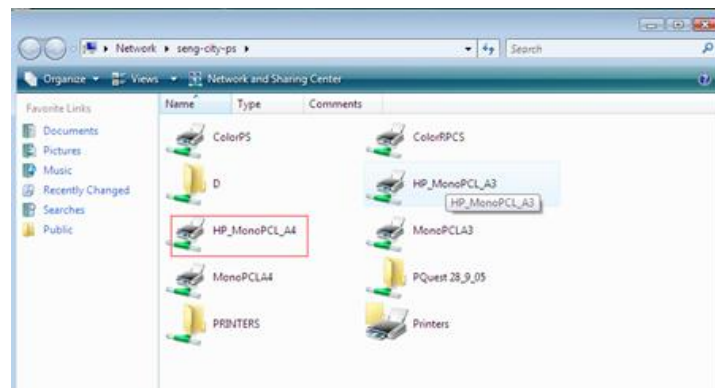 Network ▸ seng-city-ps ▸
Search
Organize Views Network and Sharing Center
Favorite Links
Documents
Pictures
Music
Recently Changed
Searches
Public
Name Type Comments
ColorPS ColorRPCS
D HP_MonoPCL_A3
HP_MonoPCL_A3
HP_MonoPCL_A4 MonoPCLA3
MonoPCLA4 PQuest 28_9_05
PRINTERS Printers